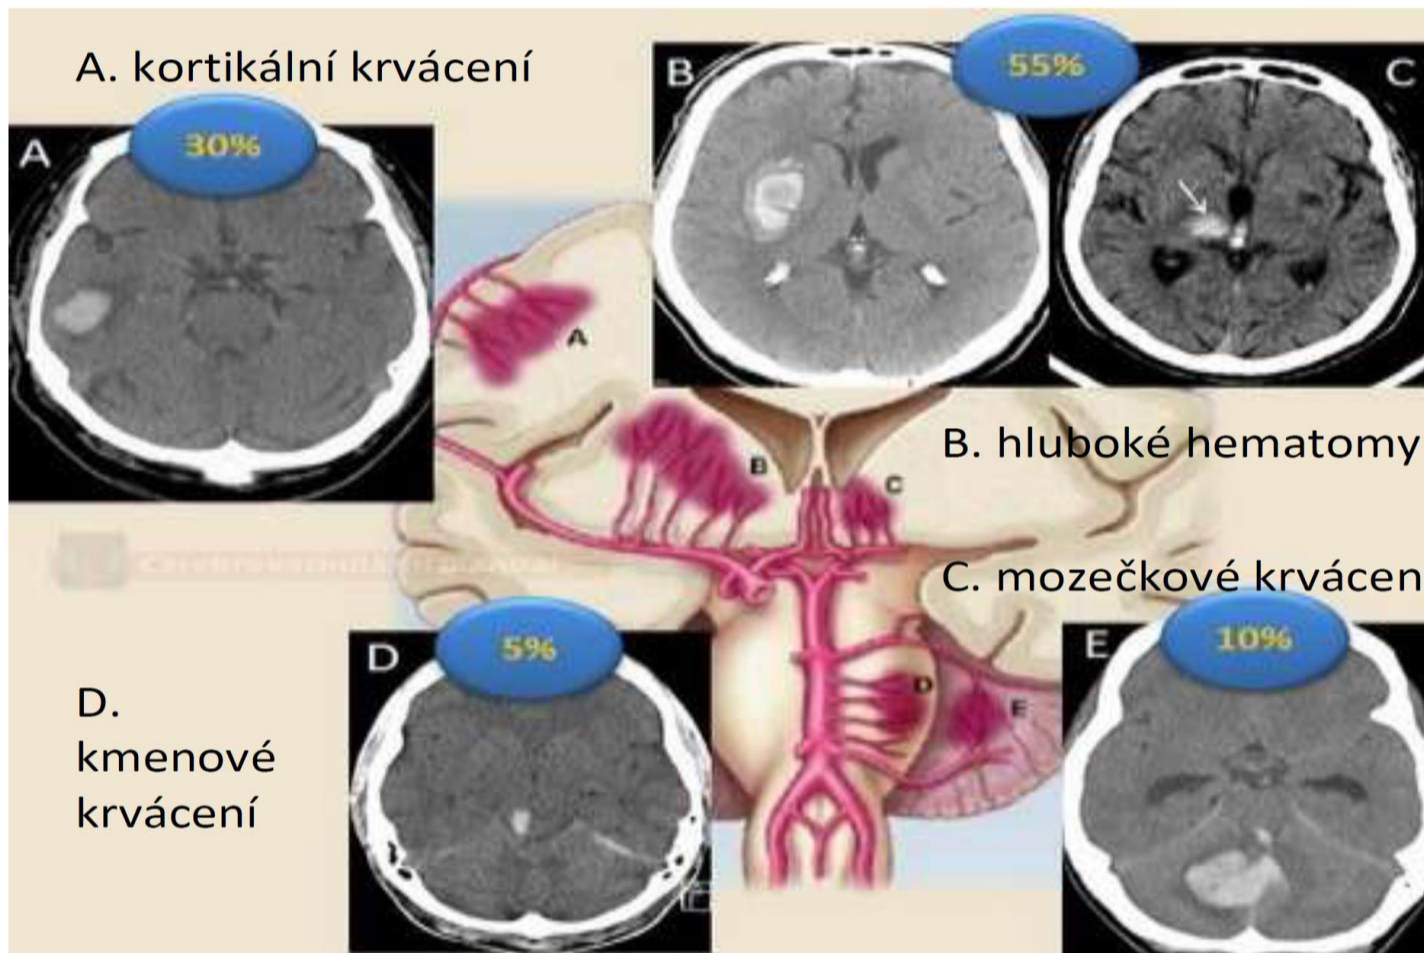 A. kortikální krvácení
A
30%
B
55%
C
A
B
C
B. hluboké hematomy
C. mozečkové krvácen
D
5%
D.
kmenové
krvácení
D
E
E
10%